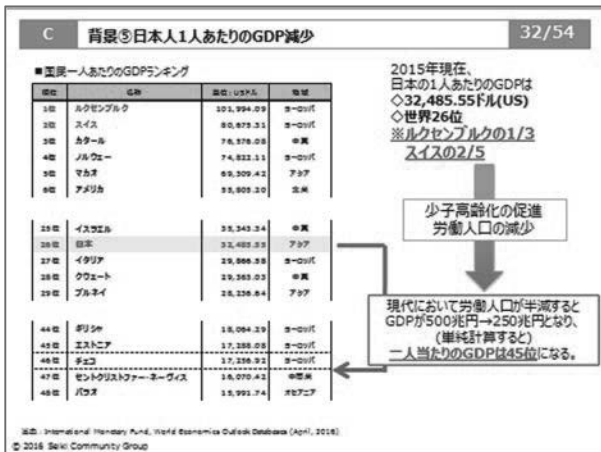 C 背景⑤日本人1人あたりのGDP減少 32/54
■国民一人あたりのGDPランキング
順位 名称 単位:USドル 地域
1位 ルクセンブルク 101,994.09 ヨーロッパ
2位 スイス 80,675.31 ヨーロッパ
3位 カタール 76,576.08 中東
4位 ノルウェー 74,822.11 ヨーロッパ
5位 マカオ 69,309.42 アジア
6位 アメリカ 55,805.20 北米
25位 イスラエル 35,343.34 中東
26位 日本 32,485.55 アジア
27位 イタリア 29,866.58 ヨーロッパ
28位 クウェート 29,363.03 中東
29位 ブルネイ 28,236.64 アジア
44位 ギリシャ 18,064.29 ヨーロッパ
45位 エストニア 17,288.08 ヨーロッパ
46位 チェコ 17,256.92 ヨーロッパ
47位 セントクリストファー・ネーヴィス 16,070.42 中南米
48位 パラオ 15,991.74 オセアニア
2015年現在、
日本の1人あたりのGDPは
◇32,485.55ドル(US)
◇世界26位
※ルクセンブルクの1/3
スイスの2/5
少子高齢化の促進
労働人口の減少
現代において労働人口が半減すると
GDPが500兆円→250兆円となり、
(単純計算すると)
一人当たりのGDPは45位になる。
出典:International Monetary Fund, World Economics Outlook Databases (April, 2016)
© 2016 Seiki Community Group